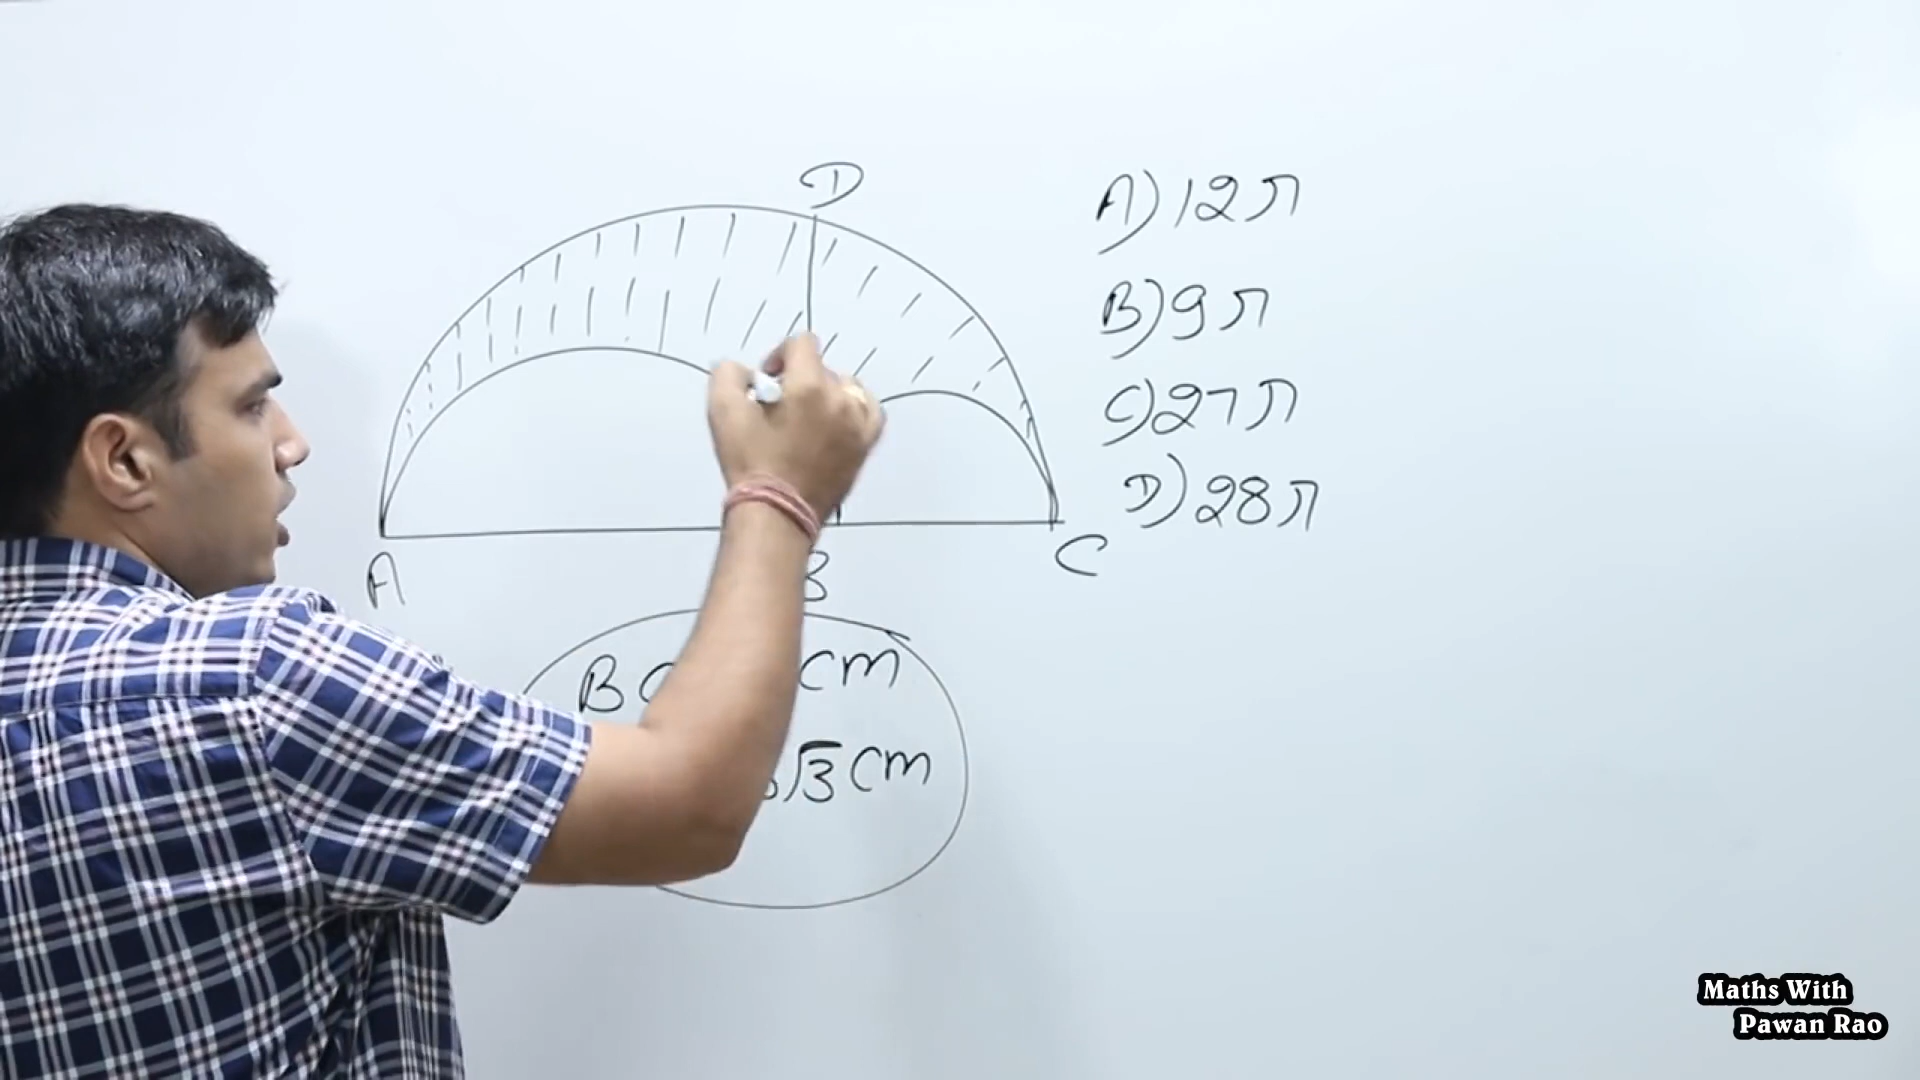 D
A) 12π
B) 9π
C) 27π
D) 28π
A B C
B cm
√3 cm
Maths With
Pawan Rao